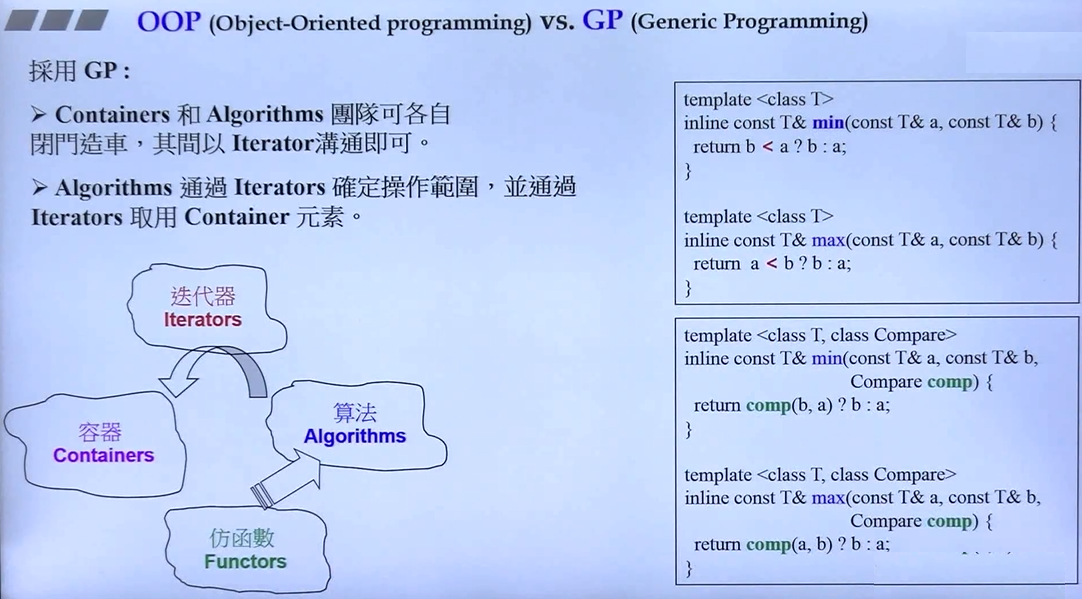 OOP (Object-Oriented programming) vs. GP (Generic Programming)
採用 GP :
➢ Containers 和 Algorithms 團隊可各自
閉門造車，其間以 Iterator溝通即可。
➢ Algorithms 通過 Iterators 確定操作範圍，並通過
Iterators 取用 Container 元素。
迭代器
Iterators
容器
Containers
算法
Algorithms
仿函數
Functors
template <class T>
inline const T& min(const T& a, const T& b) {
return b < a ? b : a;
}
template <class T>
inline const T& max(const T& a, const T& b) {
return a < b ? b : a;
}
template <class T, class Compare>
inline const T& min(const T& a, const T& b,
Compare comp) {
return comp(b, a) ? b : a;
}
template <class T, class Compare>
inline const T& max(const T& a, const T& b,
Compare comp) {
return comp(a, b) ? b : a;
}